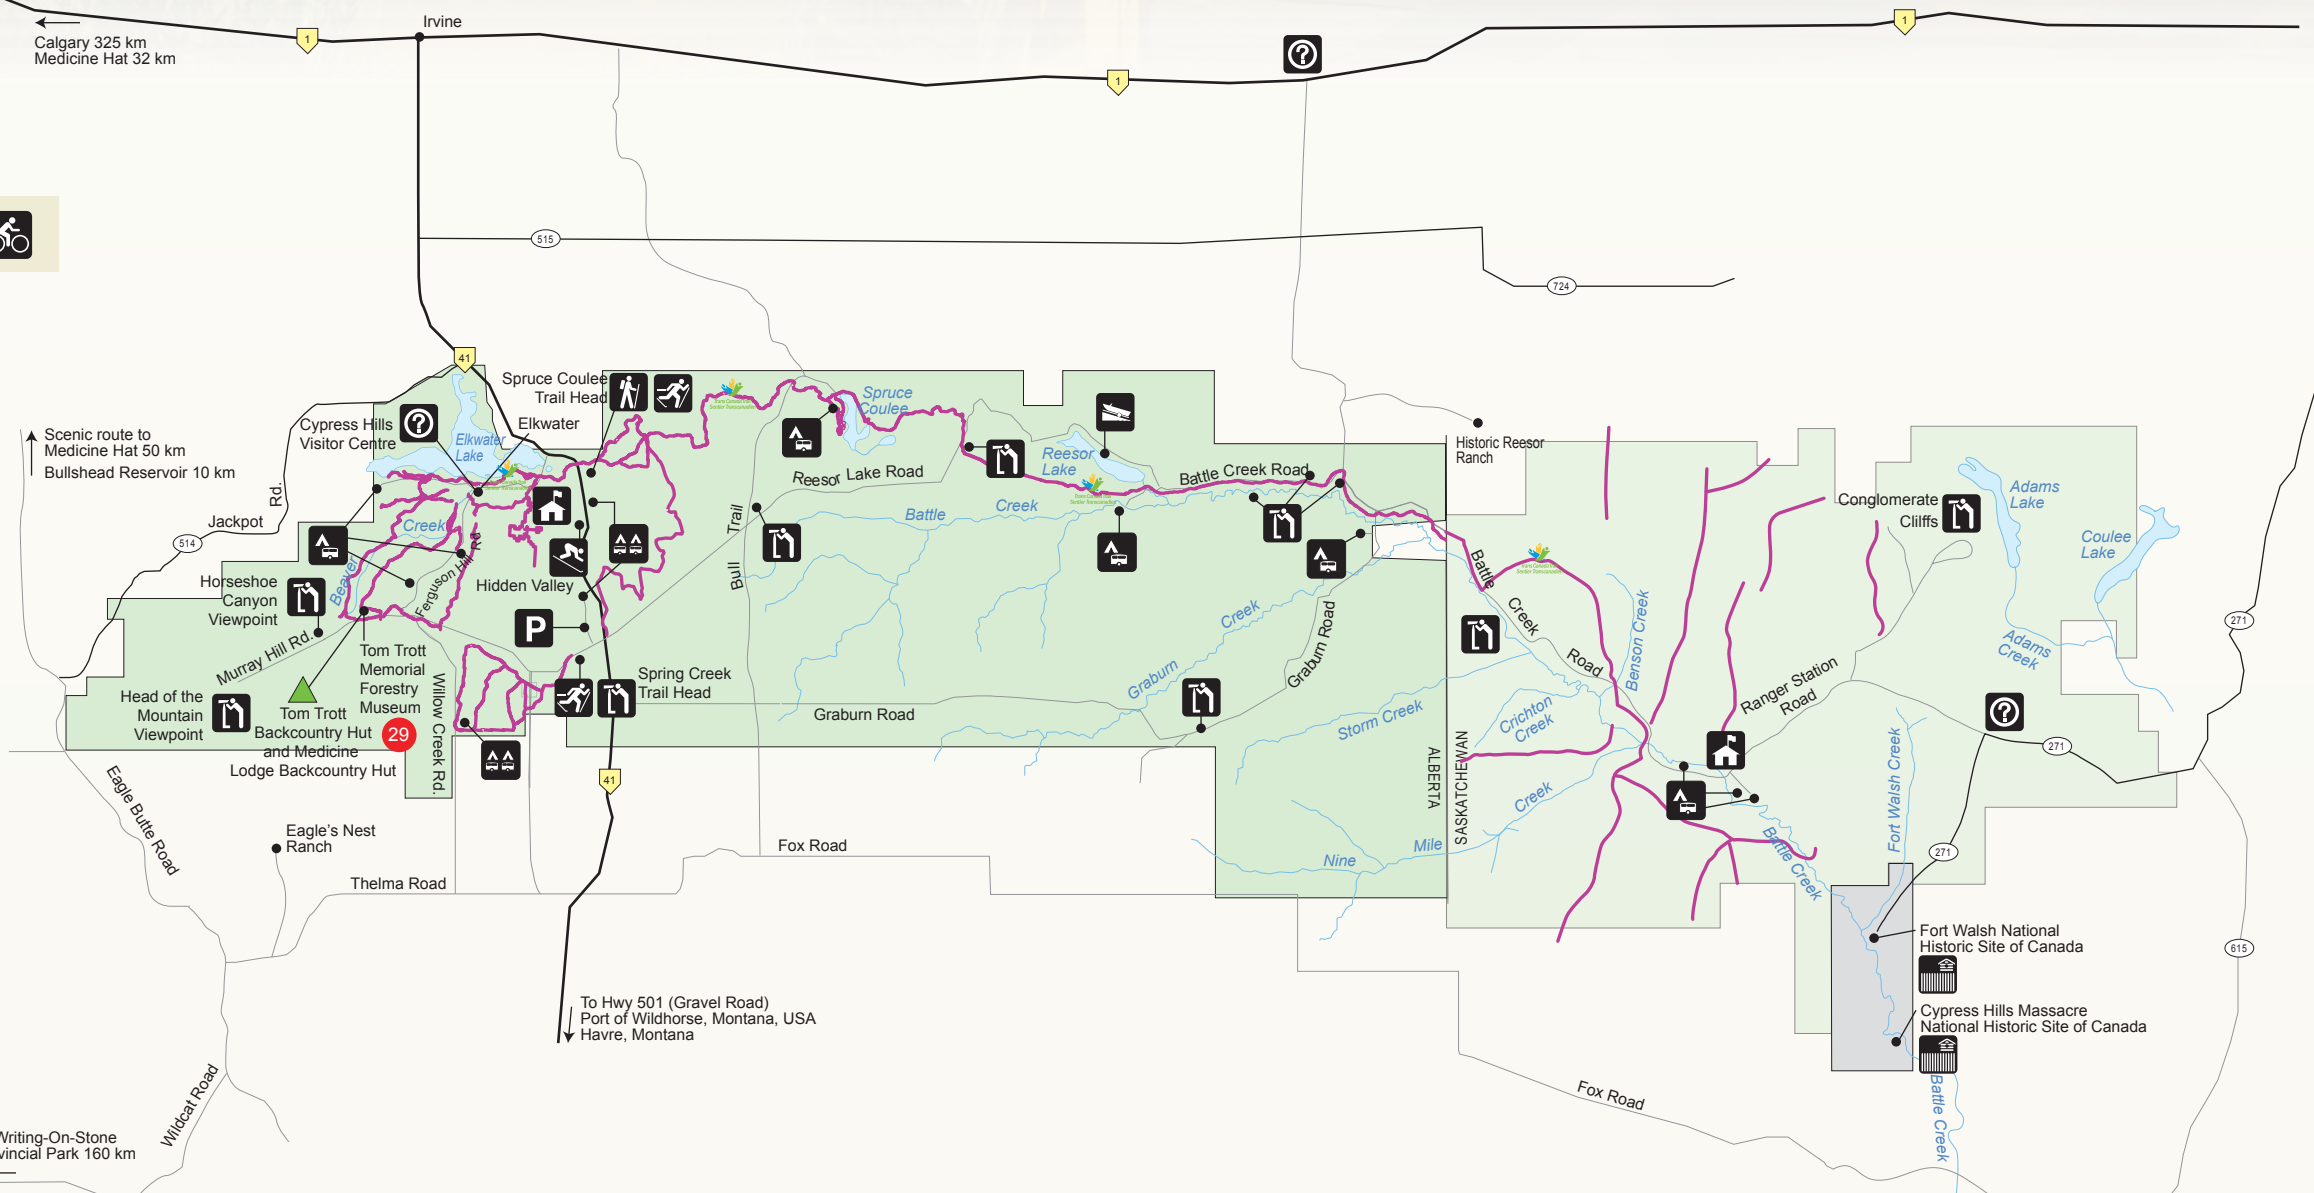 Irvine
Calgary 325 km
Medicine Hat 32 km
1
1
1
515
724
41
Scenic route to
Medicine Hat 50 km
Bullshead Reservoir 10 km
Jackpot
Rd.
514
Cypress Hills
Visitor Centre
Elkwater
Lake
Spruce Coulee
Trail Head
Elkwater
Spruce
Coulee
Reesor Lake Road
Reesor
Lake
Battle Creek Road
Battle
Creek
Bull
Trail
Historic Reesor
Ranch
Conglomerate
Clilffs
Adams
Lake
Coulee
Lake
Adams
Creek
271
Creek
Beaver
Ferguson Hill Rd
Hidden Valley
P
Horseshoe
Canyon
Viewpoint
Murray Hill Rd.
Head of the
Mountain
Viewpoint
Tom Trott
Memorial
Forestry
Museum
Tom Trott
Backcountry Hut
and Medicine
Lodge Backcountry Hut
29
Willow Creek Rd.
Spring Creek
Trail Head
Graburn Road
Graburn
Creek
Graburn Road
Battle
Creek
Road
Benson Creek
Storm Creek
Crichton
Creek
Ranger Station
Road
271
Fort Walsh Creek
ALBERTA
SASKATCHEWAN
Nine
Mile
Creek
Battle Creek
271
Eagle Butte Road
Eagle's Nest
Ranch
Thelma Road
41
Fox Road
Fort Walsh National
Historic Site of Canada
615
Cypress Hills Massacre
National Historic Site of Canada
To Hwy 501 (Gravel Road)
Port of Wildhorse, Montana, USA
Havre, Montana
Wildcat Road
Fox Road
Battle Creek
Writing-On-Stone
vincial Park 160 km